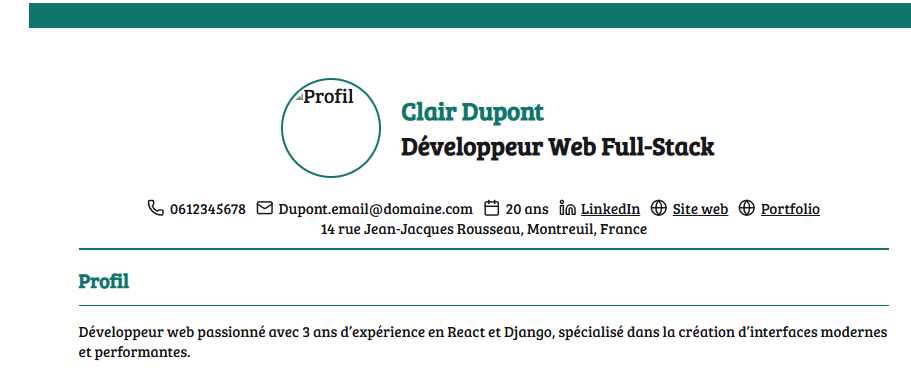 Profil
Clair Dupont
Développeur Web Full-Stack
0612345678 Dupont.email@domaine.com 20 ans LinkedIn Site web Portfolio
14 rue Jean-Jacques Rousseau, Montreuil, France
Profil
Développeur web passionné avec 3 ans d’expérience en React et Django, spécialisé dans la création d’interfaces modernes
et performantes.